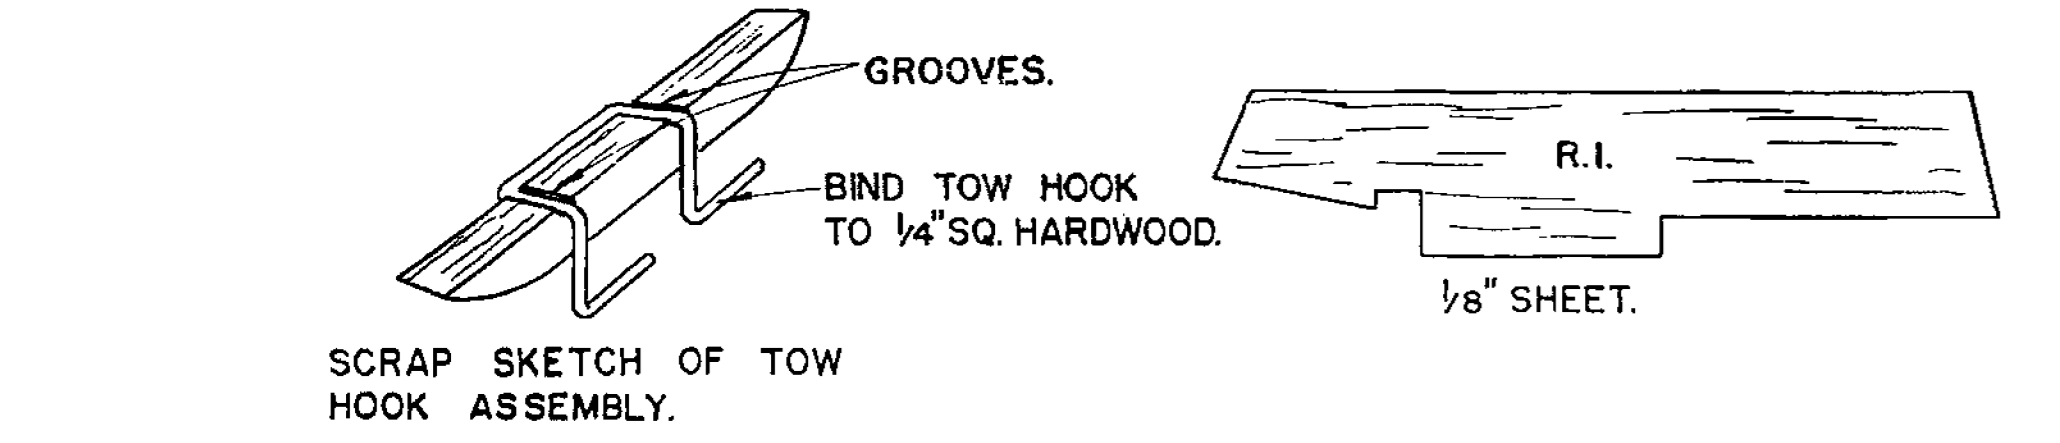 GROOVES.
BIND TOW HOOK
TO 1/4" SQ. HARDWOOD.
SCRAP SKETCH OF TOW
HOOK ASSEMBLY.
R.I.
1/8" SHEET.